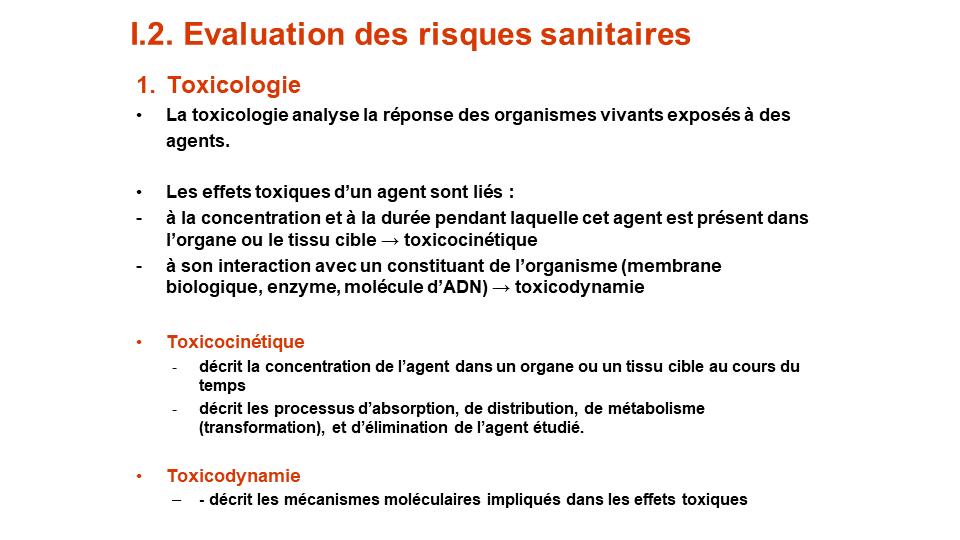 I.2. Evaluation des risques sanitaires
1. Toxicologie
• La toxicologie analyse la réponse des organismes vivants exposés à des
agents.
• Les effets toxiques d’un agent sont liés :
- à la concentration et à la durée pendant laquelle cet agent est présent dans
l’organe ou le tissu cible → toxicocinétique
- à son interaction avec un constituant de l’organisme (membrane
biologique, enzyme, molécule d’ADN) → toxicodynamie
• Toxicocinétique
- décrit la concentration de l’agent dans un organe ou un tissu cible au cours du
temps
- décrit les processus d’absorption, de distribution, de métabolisme
(transformation), et d’élimination de l’agent étudié.
• Toxicodynamie
– - décrit les mécanismes moléculaires impliqués dans les effets toxiques